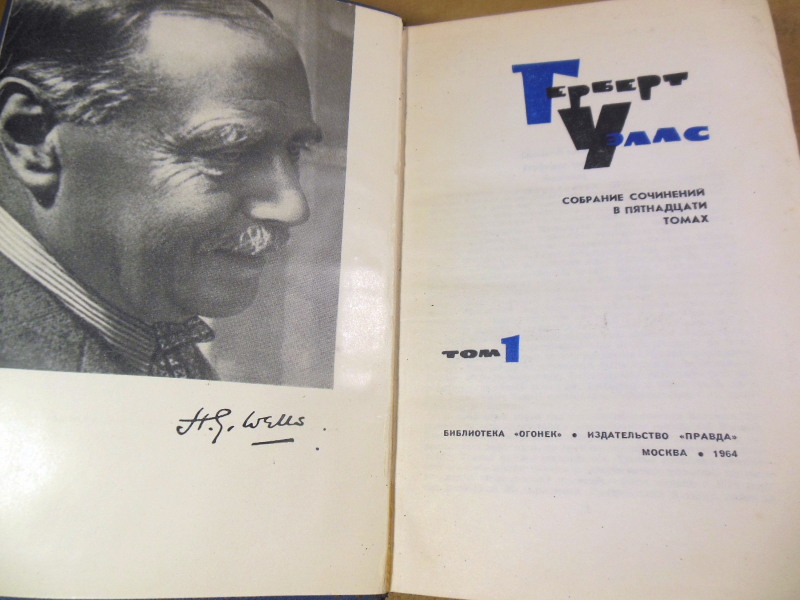 H. G. Wells
Герберт
Уэллс
СОБРАНИЕ СОЧИНЕНИЙ
В ПЯТНАДЦАТИ
ТОМАХ
ТОМ 1
БИБЛИОТЕКА «ОГОНЕК» • ИЗДАТЕЛЬСТВО «ПРАВДА»
МОСКВА • 1964